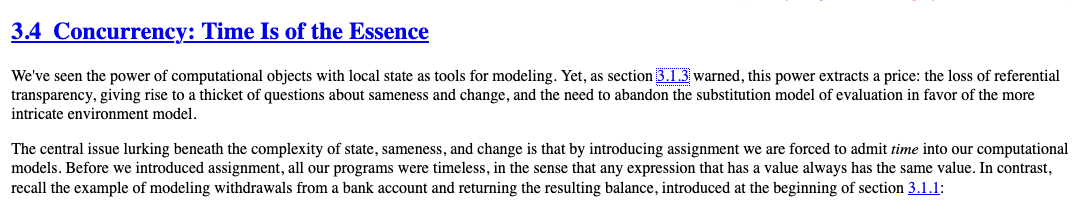 3.4 Concurrency: Time Is of the Essence
We've seen the power of computational objects with local state as tools for modeling. Yet, as section 3.1.3 warned, this power extracts a price: the loss of referential
transparency, giving rise to a thicket of questions about sameness and change, and the need to abandon the substitution model of evaluation in favor of the more
intricate environment model.
The central issue lurking beneath the complexity of state, sameness, and change is that by introducing assignment we are forced to admit time into our computational
models. Before we introduced assignment, all our programs were timeless, in the sense that any expression that has a value always has the same value. In contrast,
recall the example of modeling withdrawals from a bank account and returning the resulting balance, introduced at the beginning of section 3.1.1: